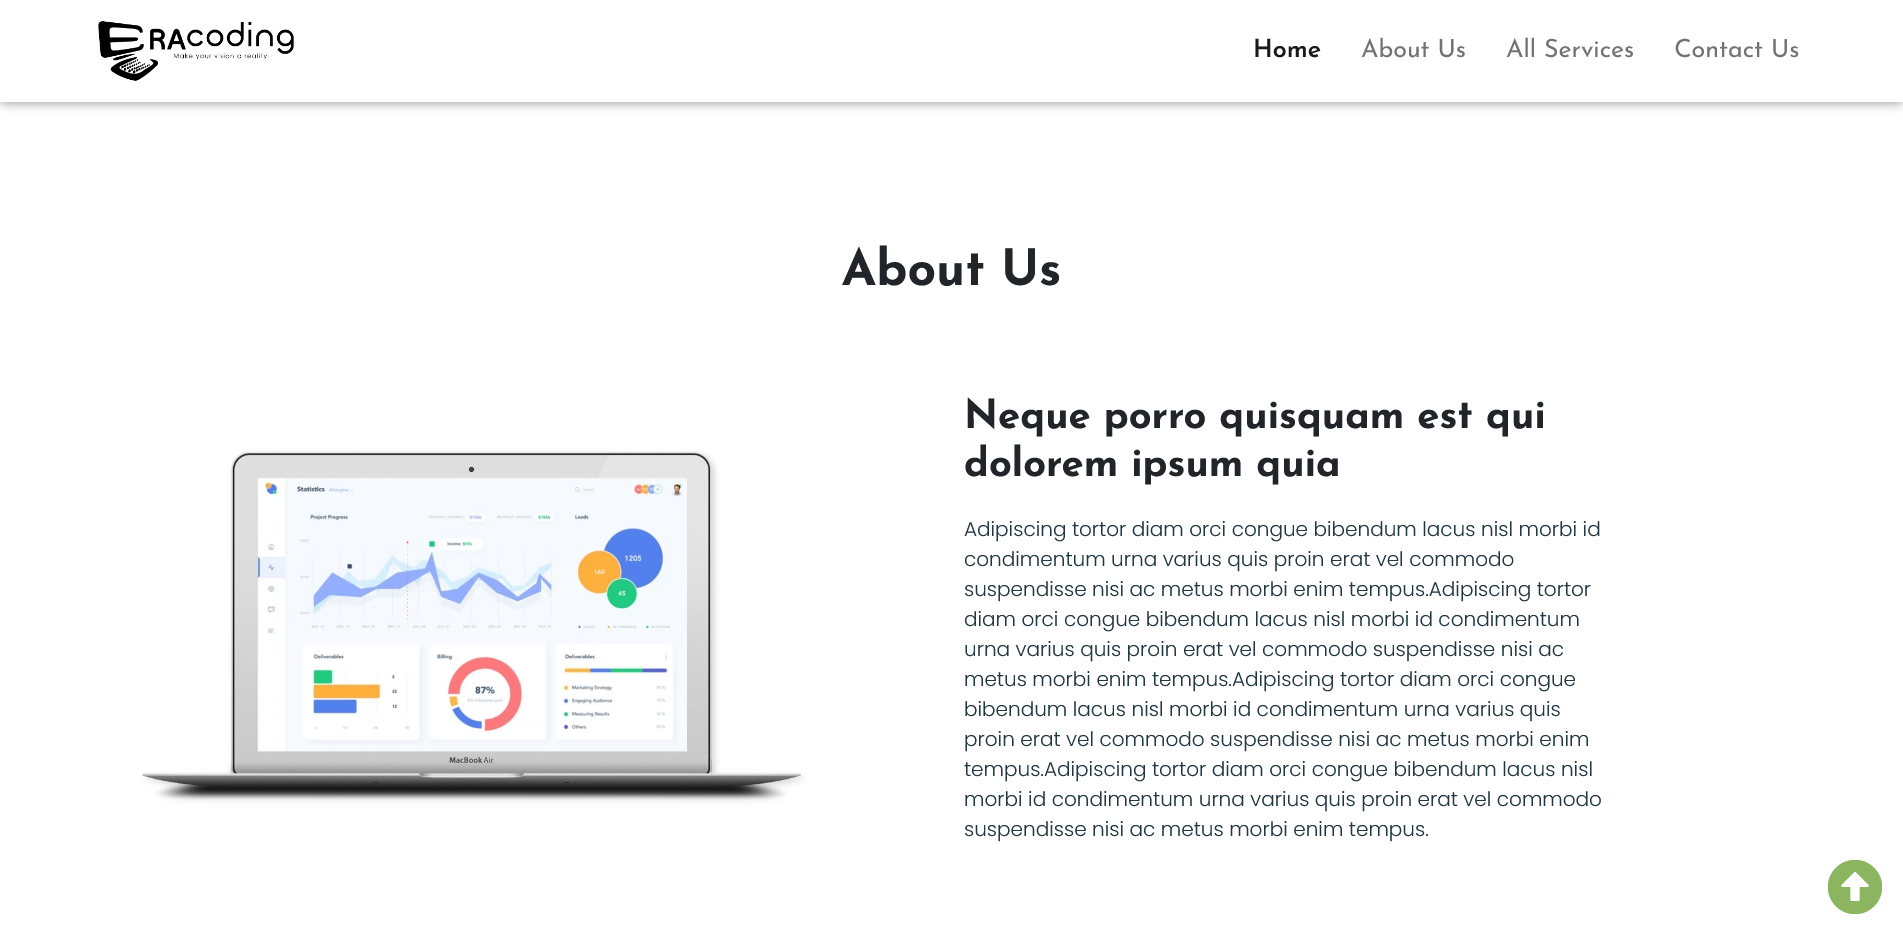 ERAcoding
Make your vision a reality
Home About Us All Services Contact Us
About Us
Neque porro quisquam est qui
dolorem ipsum quia
Adipiscing tortor diam orci congue bibendum lacus nisl morbi id
condimentum urna varius quis proin erat vel commodo
suspendisse nisi ac metus morbi enim tempus.Adipiscing tortor
diam orci congue bibendum lacus nisl morbi id condimentum
urna varius quis proin erat vel commodo suspendisse nisi ac
metus morbi enim tempus.Adipiscing tortor diam orci congue
bibendum lacus nisl morbi id condimentum urna varius quis
proin erat vel commodo suspendisse nisi ac metus morbi enim
tempus.Adipiscing tortor diam orci congue bibendum lacus nisl
morbi id condimentum urna varius quis proin erat vel commodo
suspendisse nisi ac metus morbi enim tempus.
Statistics
Project Progress
Leads
1205
160
45
Deliverables
Billing
87%
Deliverables
Marketing Strategy
Engaging Audience
Measuring Results
Others
MacBook Air